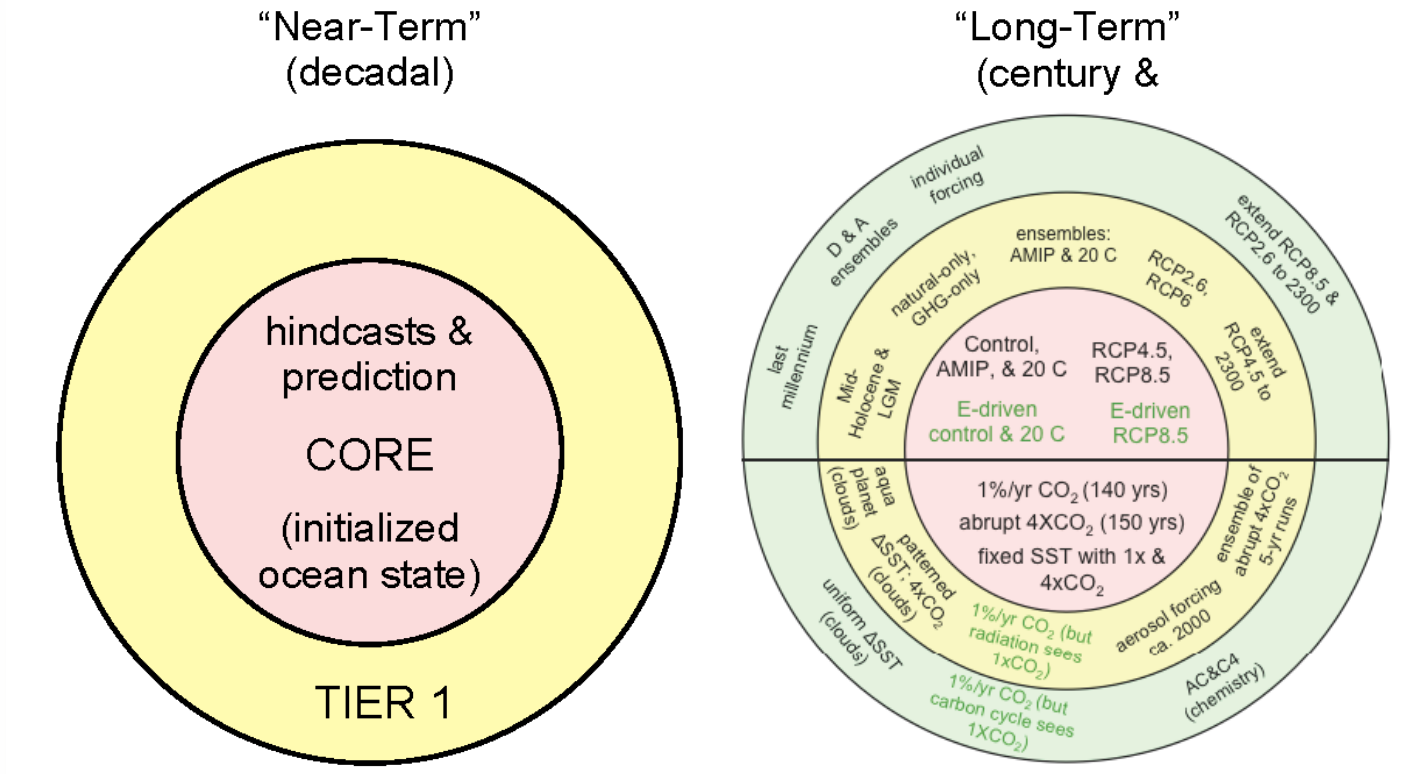 “Near-Term”
(decadal)
hindcasts &
prediction
CORE
(initialized
ocean state)
TIER 1
“Long-Term”
(century &
individual
forcing
D & A
ensembles
last
millennium
extend RCP8.5 &
RCP2.6 to 2300
ensembles:
AMIP & 20 C
natural-only,
GHG-only
Mid-
Holocene &
LGM
RCP2.6,
RCP6
extend
RCP4.5 to
2300
Control,
AMIP, & 20 C
RCP4.5,
RCP8.5
E-driven
control & 20 C
E-driven
RCP8.5
1%/yr CO₂ (140 yrs)
abrupt 4XCO₂ (150 yrs)
fixed SST with 1x &
4xCO₂
aqua
planet
(clouds)
patterned
ΔSST; 4xCO₂
(clouds)
1%/yr CO₂ (but
radiation sees
1xCO₂)
aerosol forcing
ca. 2000
ensemble of
abrupt 4xCO₂
5-yr runs
uniform ΔSST
(clouds)
1%/yr CO₂ (but
carbon cycle sees
1XCO₂)
AC&C4
(chemistry)